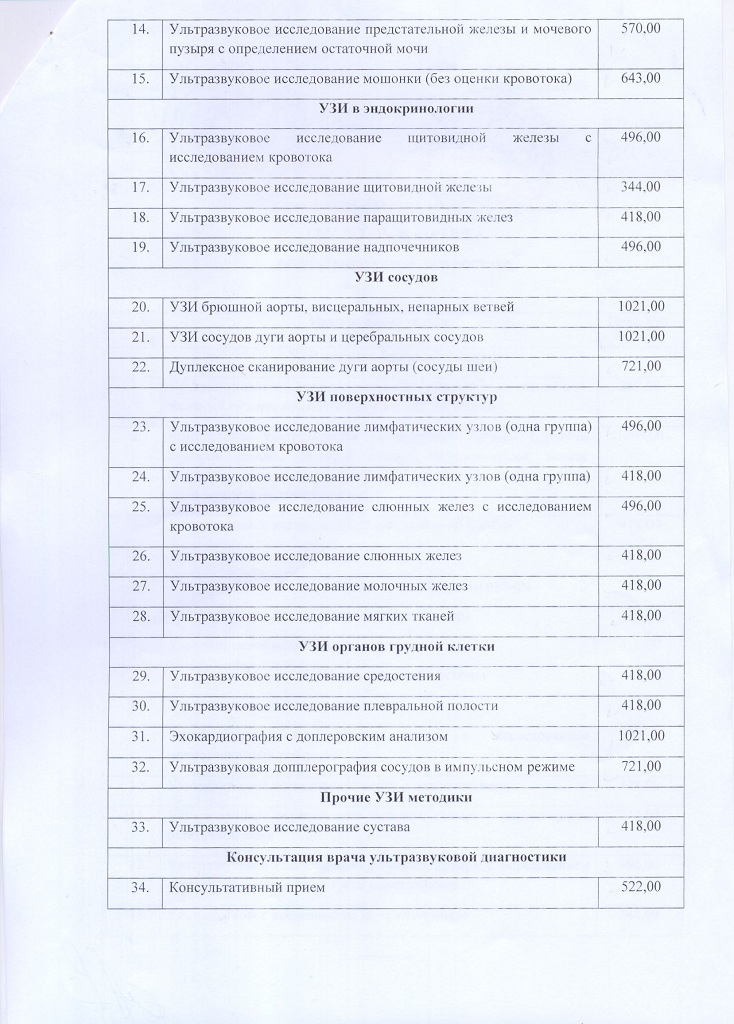 14. Ультразвуковое исследование предстательной железы и мочевого 570,00
пузыря с определением остаточной мочи
15. Ультразвуковое исследование мошонки (без оценки кровотока) 643,00
УЗИ в эндокринологии
16. Ультразвуковое исследование щитовидной железы с 496,00
исследованием кровотока
17. Ультразвуковое исследование щитовидной железы 344,00
18. Ультразвуковое исследование паращитовидных желез 418,00
19. Ультразвуковое исследование надпочечников 496,00
УЗИ сосудов
20. УЗИ брюшной аорты, висцеральных, непарных ветвей 1021,00
21. УЗИ сосудов дуги аорты и церебральных сосудов 1021,00
22. Дуплексное сканирование дуги аорты (сосуды шеи) 721,00
УЗИ поверхностных структур
23. Ультразвуковое исследование лимфатических узлов (одна группа) 496,00
с исследованием кровотока
24. Ультразвуковое исследование лимфатических узлов (одна группа) 418,00
25. Ультразвуковое исследование слюнных желез с исследованием 496,00
кровотока
26. Ультразвуковое исследование слюнных желез 418,00
27. Ультразвуковое исследование молочных желез 418,00
28. Ультразвуковое исследование мягких тканей 418,00
УЗИ органов грудной клетки
29. Ультразвуковое исследование средостения 418,00
30. Ультразвуковое исследование плевральной полости 418,00
31. Эхокардиография с доплеровским анализом 1021,00
32. Ультразвуковая допплерография сосудов в импульсном режиме 721,00
Прочие УЗИ методики
33. Ультразвуковое исследование сустава 418,00
Консультация врача ультразвуковой диагностики
34. Консультативный прием 522,00